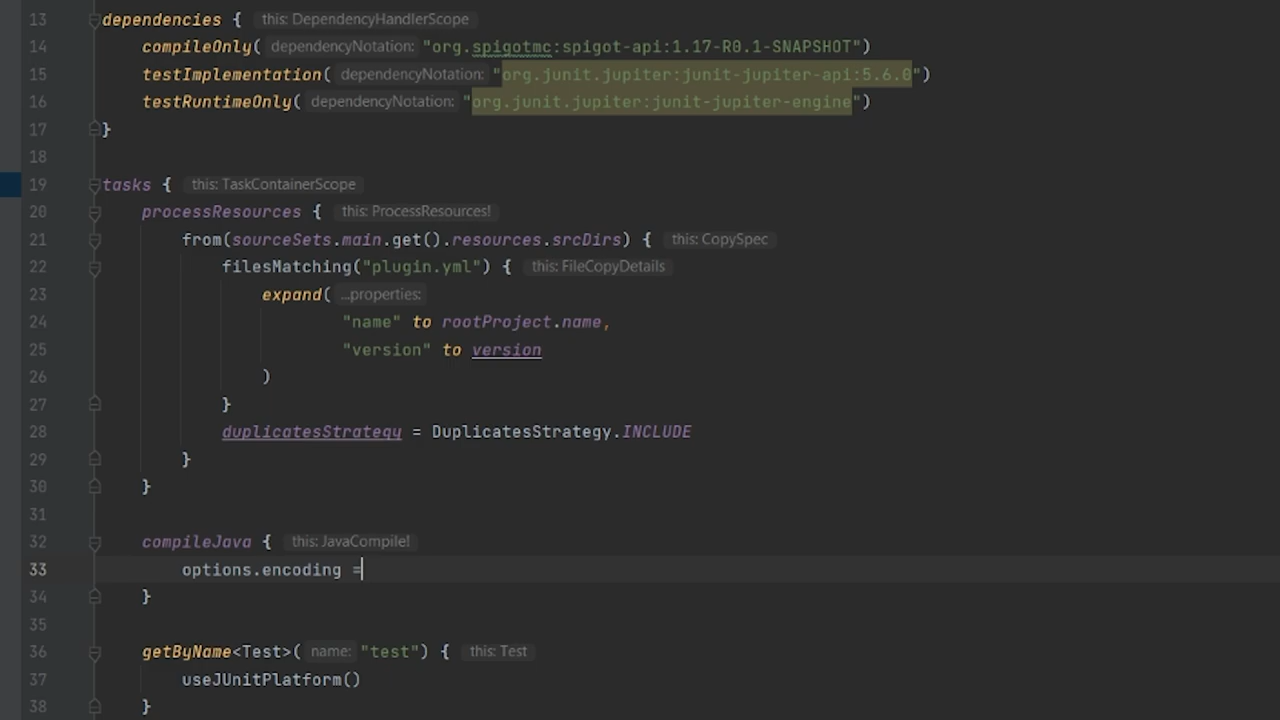 13 dependencies { this: DependencyHandlerScope
14 compileOnly( dependencyNotation: "org.spigotmc:spigot-api:1.17-R0.1-SNAPSHOT")
15 testImplementation( dependencyNotation: "org.junit.jupiter:junit-jupiter-api:5.6.0")
16 testRuntimeOnly( dependencyNotation: "org.junit.jupiter:junit-jupiter-engine")
17 }
18
19 tasks { this: TaskContainerScope
20 processResources { this: ProcessResources!
21 from(sourceSets.main.get().resources.srcDirs) { this: CopySpec
22 filesMatching("plugin.yml") { this: FileCopyDetails
23 expand( ...properties:
24 "name" to rootProject.name,
25 "version" to version
26 )
27 }
28 duplicatesStrategy = DuplicatesStrategy.INCLUDE
29 }
30 }
31
32 compileJava { this: JavaCompile!
33 options.encoding =
34 }
35
36 getByName<Test>( name: "test") { this: Test
37 useJUnitPlatform()
38 }